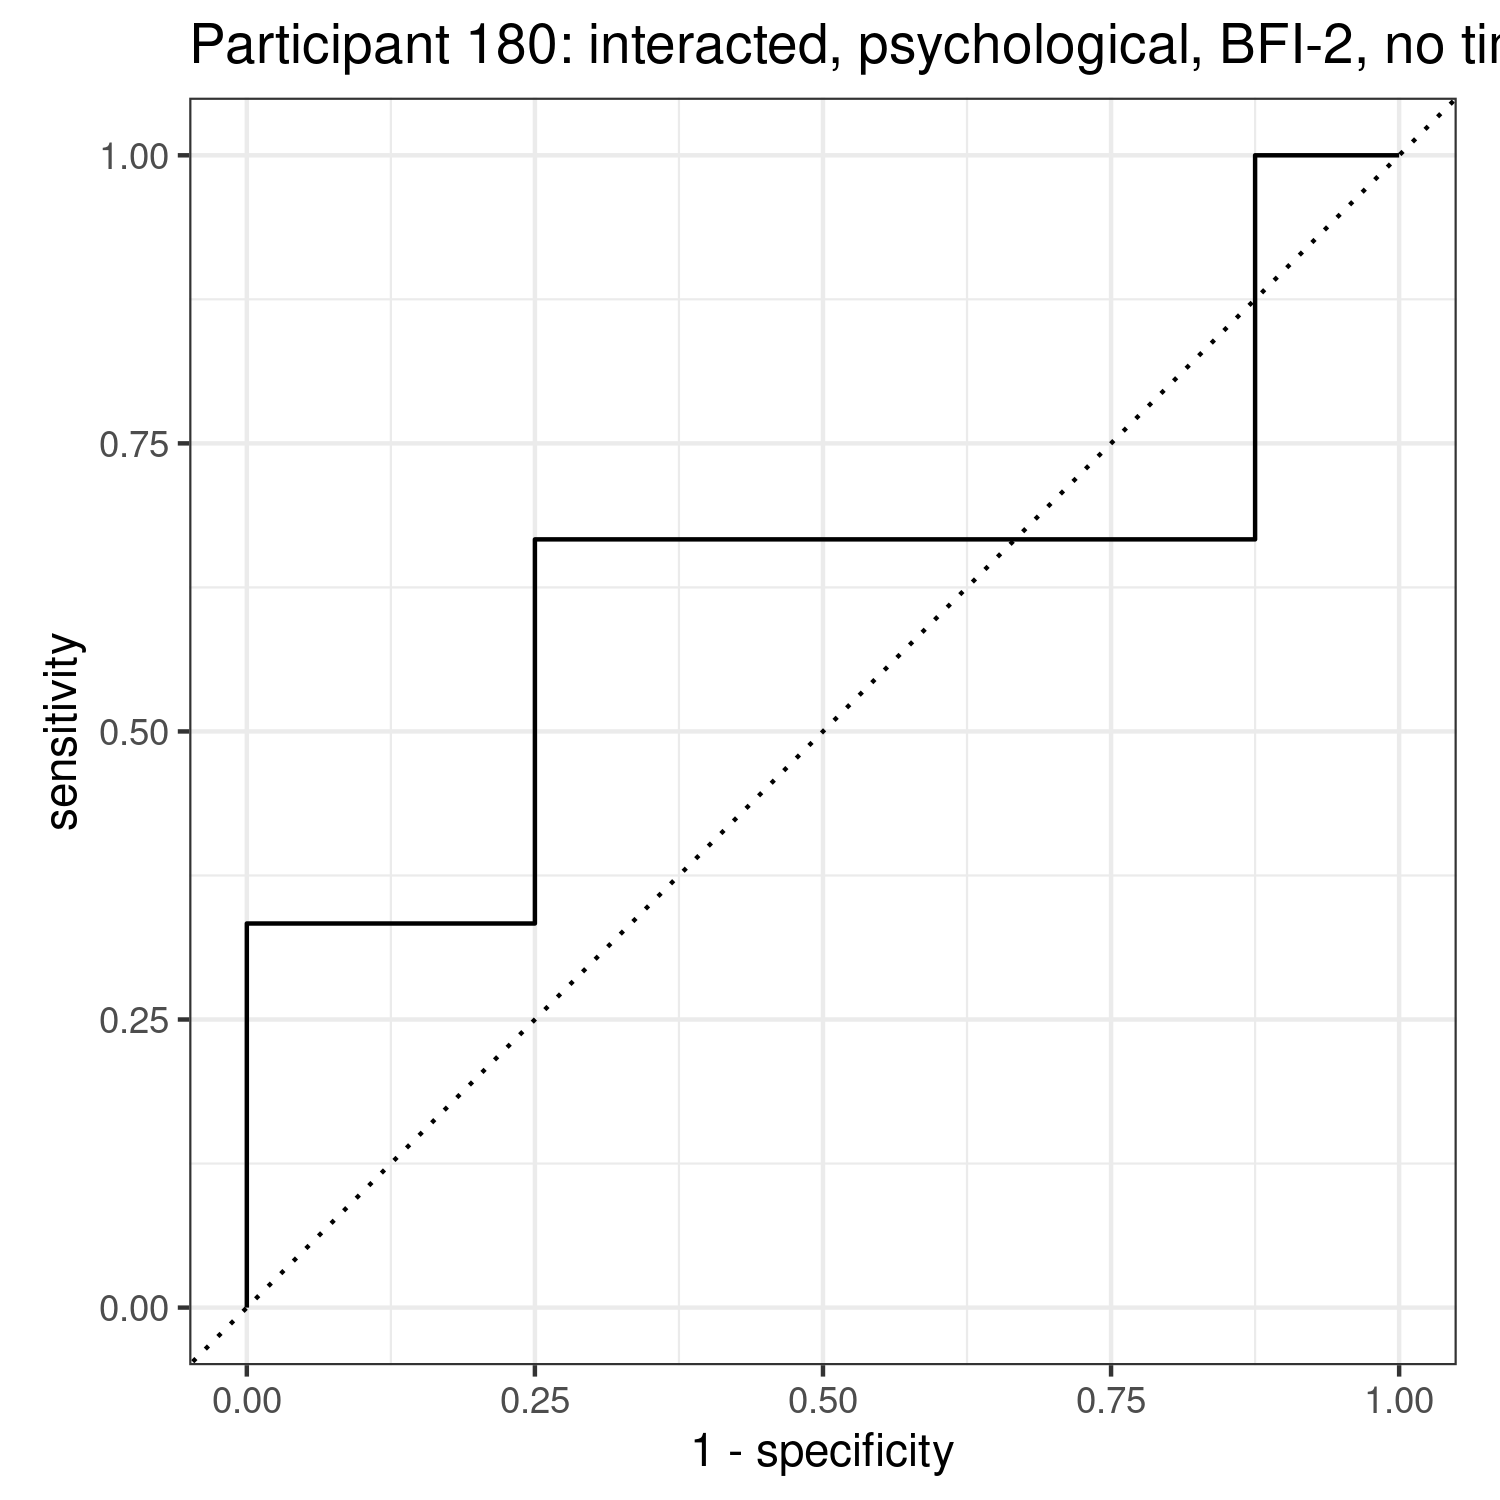 Participant 180: interacted, psychological, BFI-2, no
1.00
0.75
0.50
0.25
0.00
sensitivity
0.00 0.25 0.50 0.75 1.00
1 - specificity